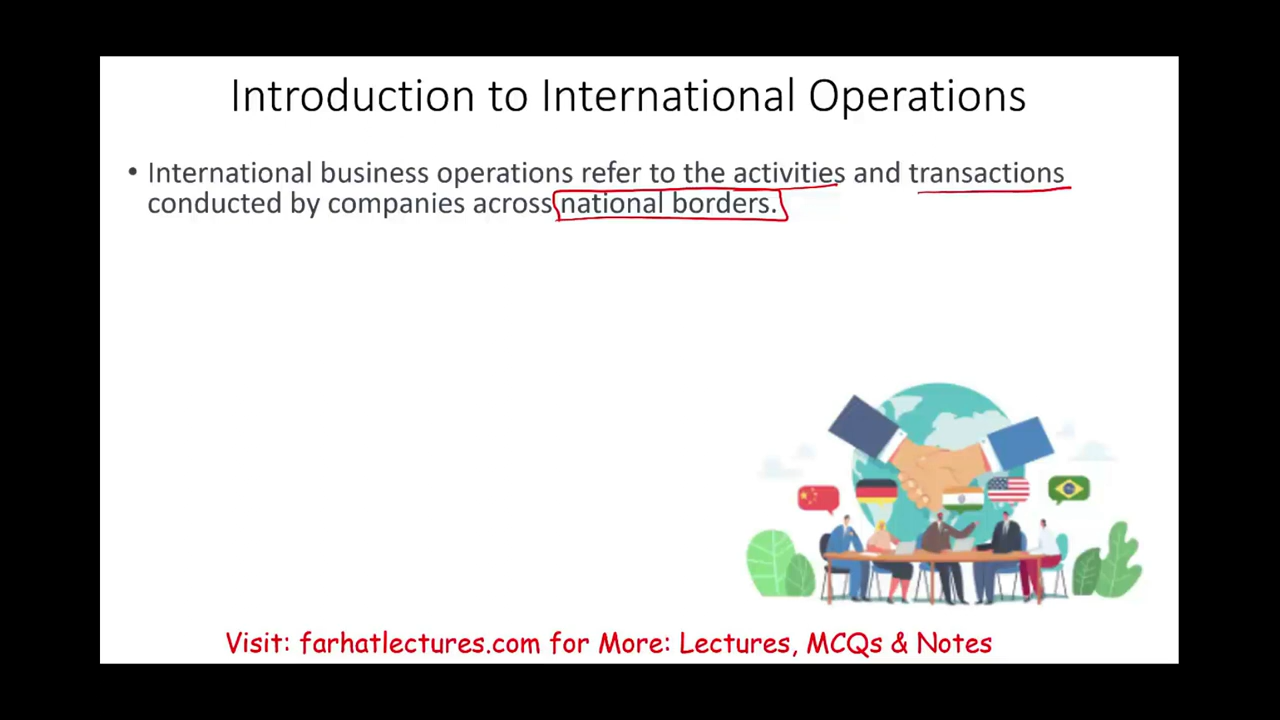 Introduction to International Operations
• International business operations refer to the activities and transactions
conducted by companies across national borders.
Visit: farhatlectures.com for More: Lectures, MCQs & Notes